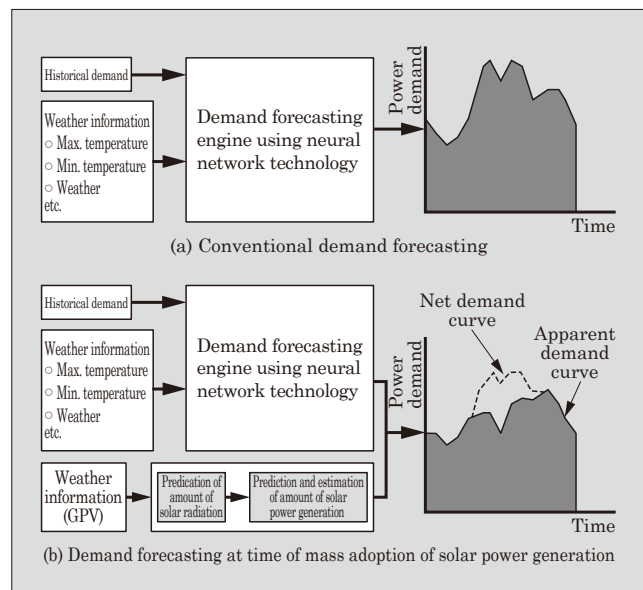 Historical demand
Weather information
○ Max. temperature
○ Min. temperature
○ Weather
etc.
Demand forecasting
engine using neural
network technology
Power
demand
Time
(a) Conventional demand forecasting
Historical demand
Weather information
○ Max. temperature
○ Min. temperature
○ Weather
etc.
Demand forecasting
engine using neural
network technology
Weather
information
(GPV)
Predication of
amount of
solar radiation
Prediction and estimation
of amount of solar
power generation
Power
demand
Net demand
curve
Apparent
demand
curve
Time
(b) Demand forecasting at time of mass adoption of solar power generation